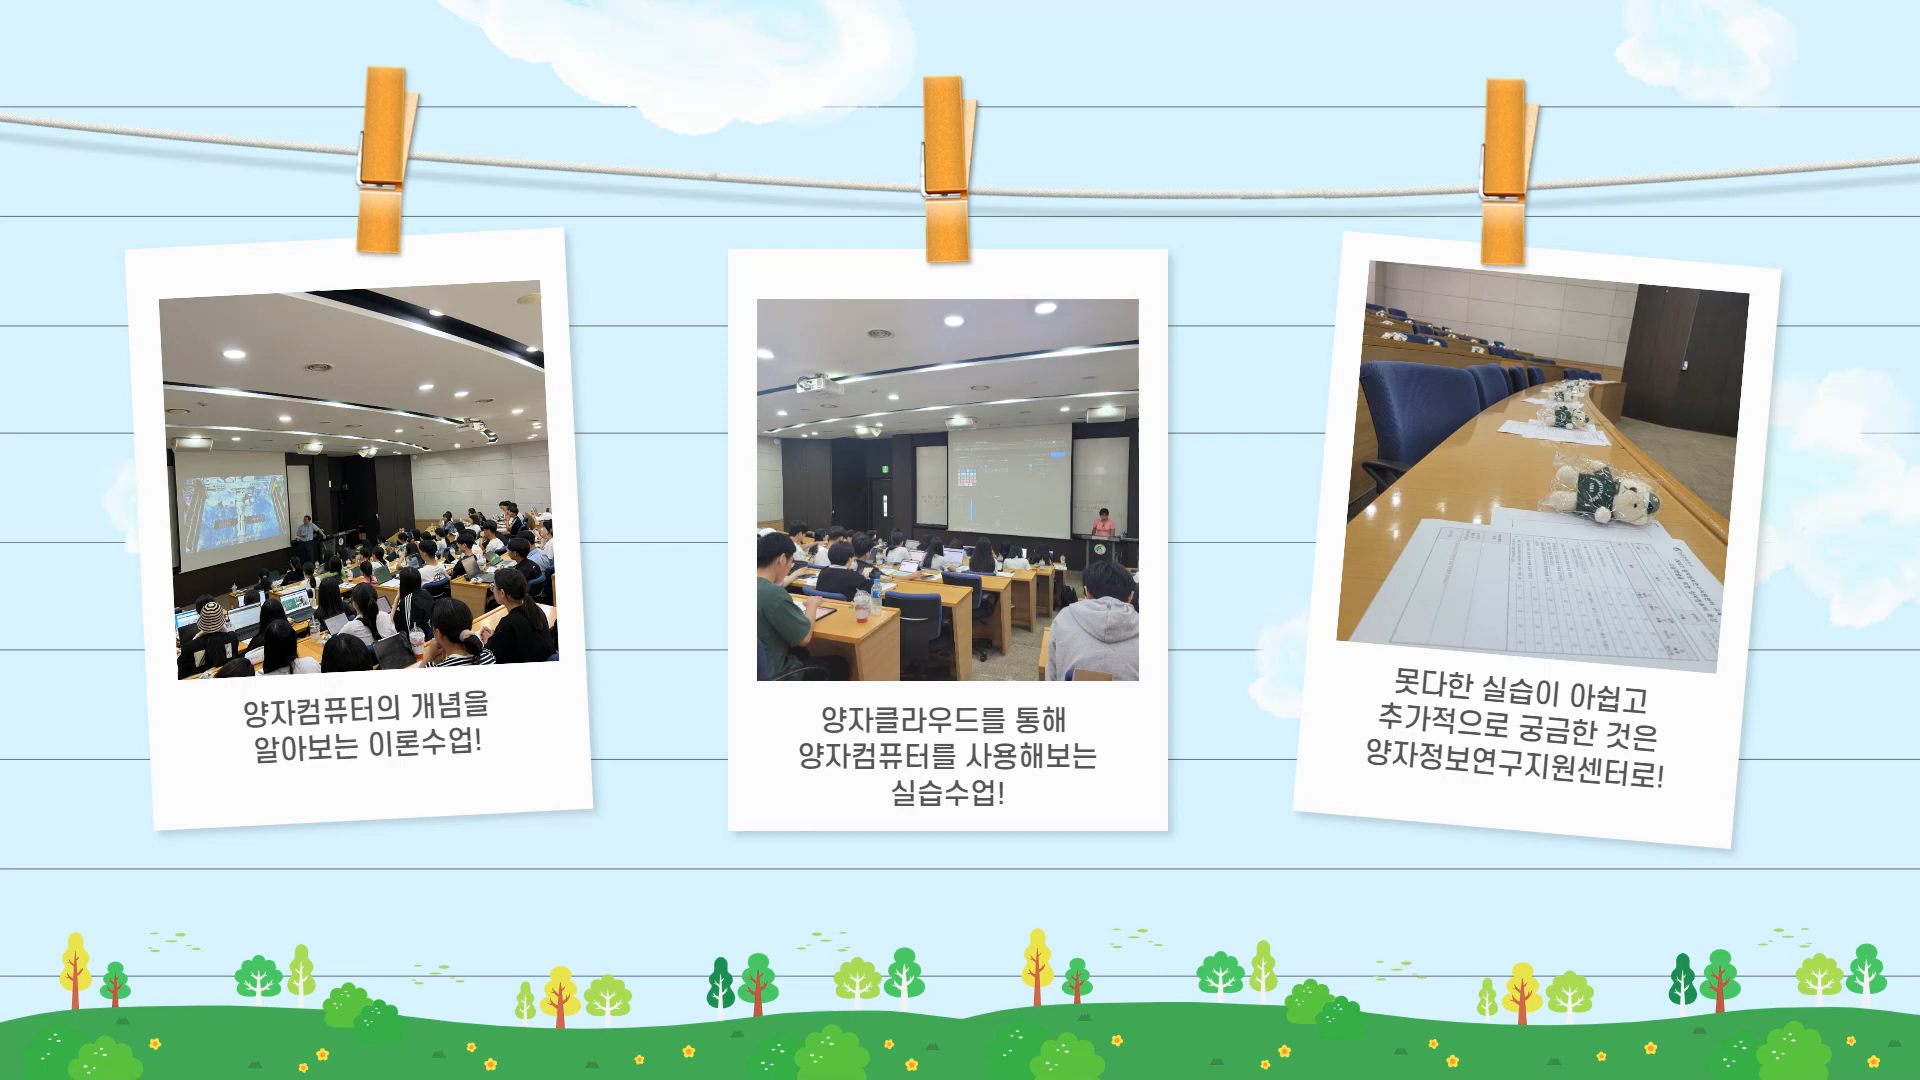 양자컴퓨터의 개념을
알아보는 이론수업!
양자클라우드를 통해
양자컴퓨터를 사용해보는
실습수업!
못다한 실습이 아쉽고
추가적으로 궁금한 것은
양자정보연구지원센터로!